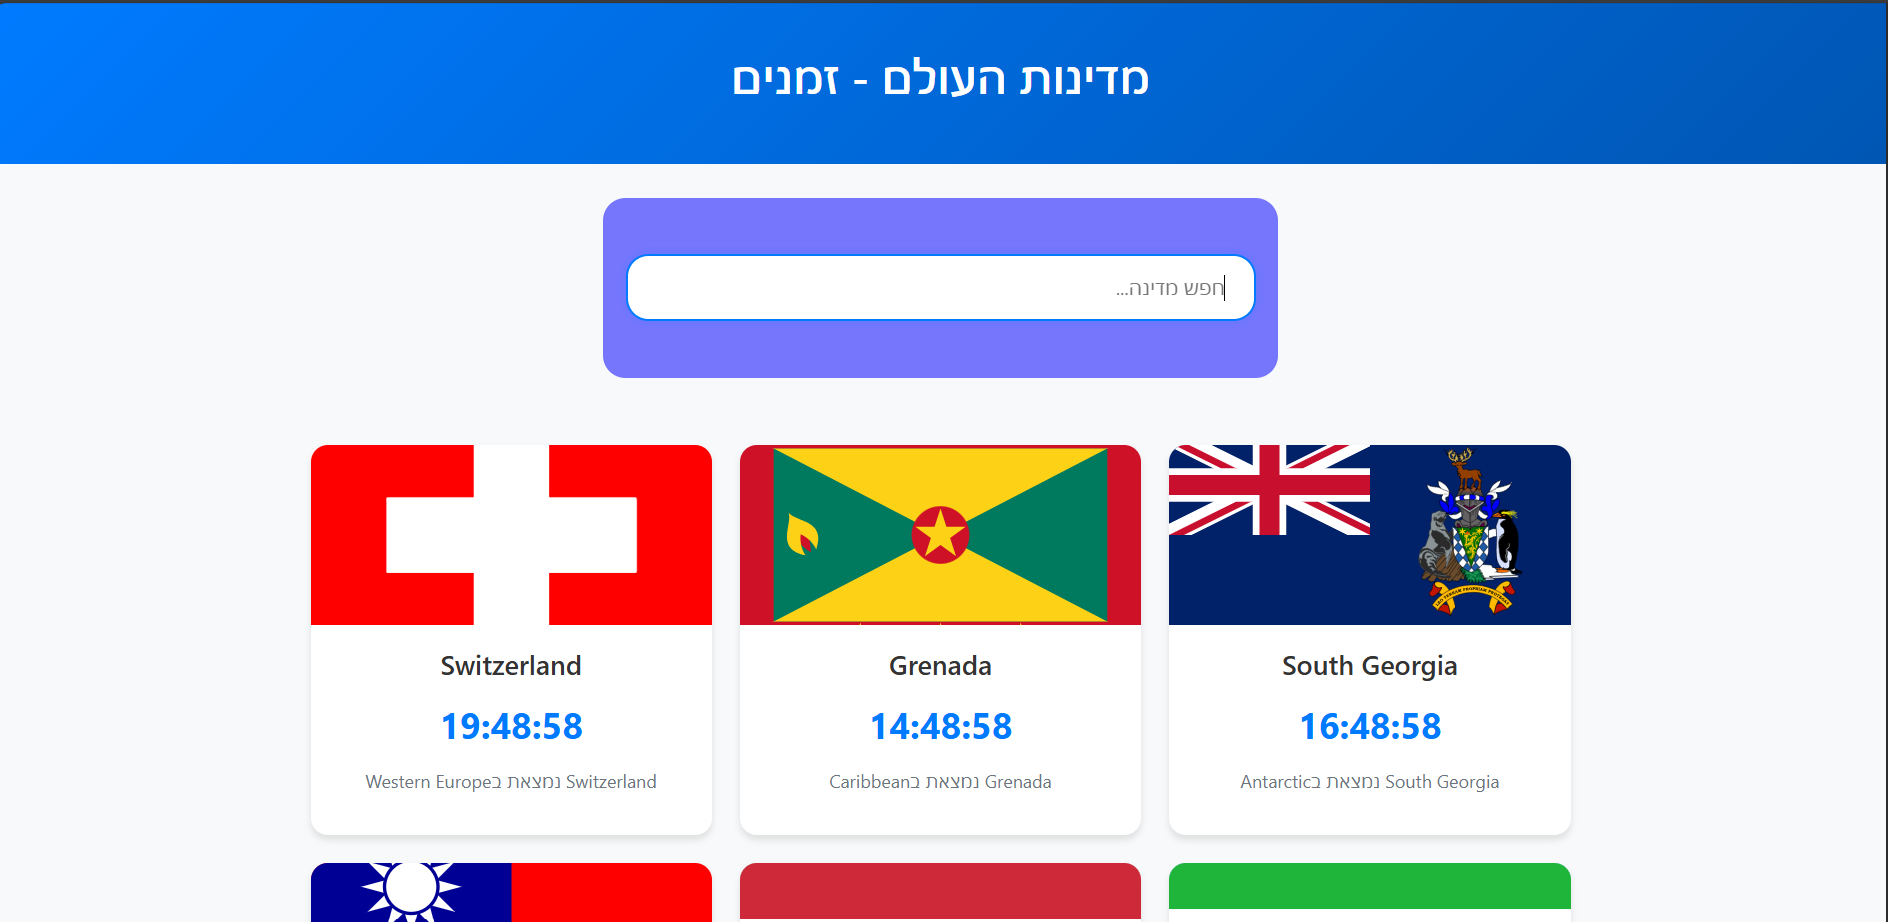 מדינות העולם - זמנים
חפש מדינה...
Switzerland
19:48:58
Switzerland נמצאת בWestern Europe
Grenada
14:48:58
Grenada נמצאת בCaribbean
South Georgia
16:48:58
South Georgia נמצאת בAntarctic